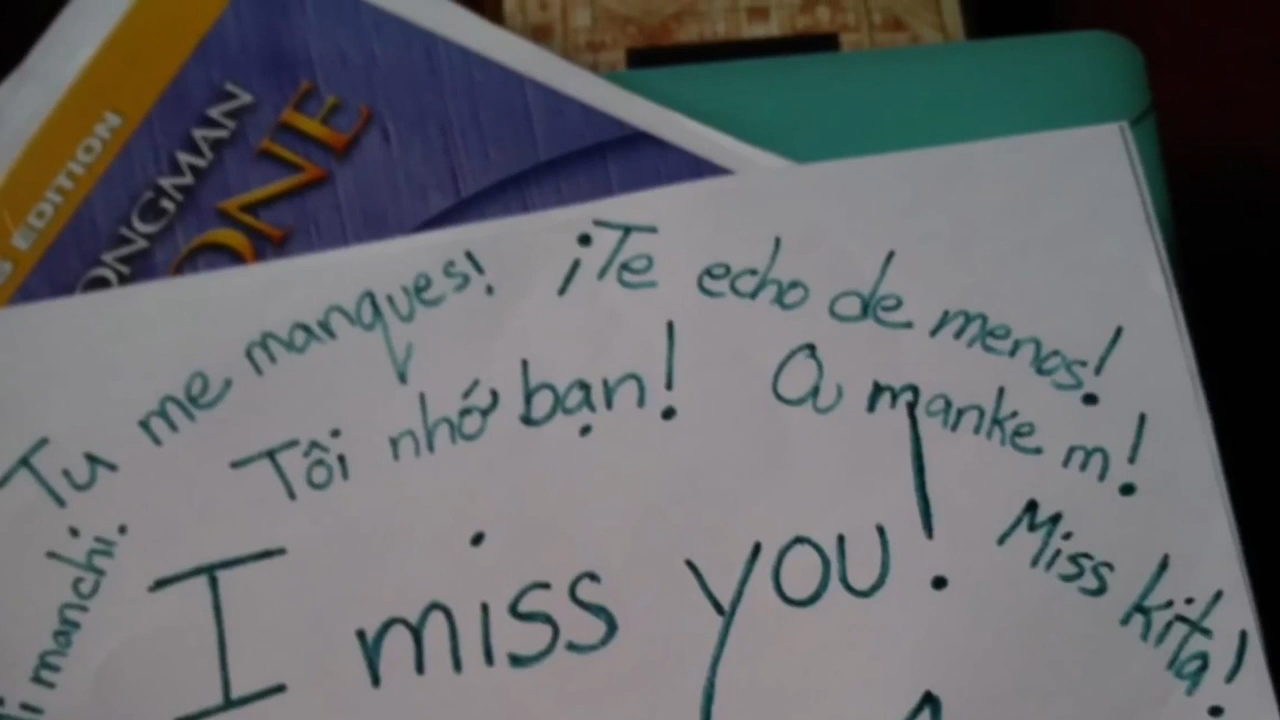 EDITION
ONGMAN
ONE
Tu me manques!
¡Te echo de menos!
Tôi nhớ bạn!
Ou manke m!
i manchi.
I miss you!
Miss kita!